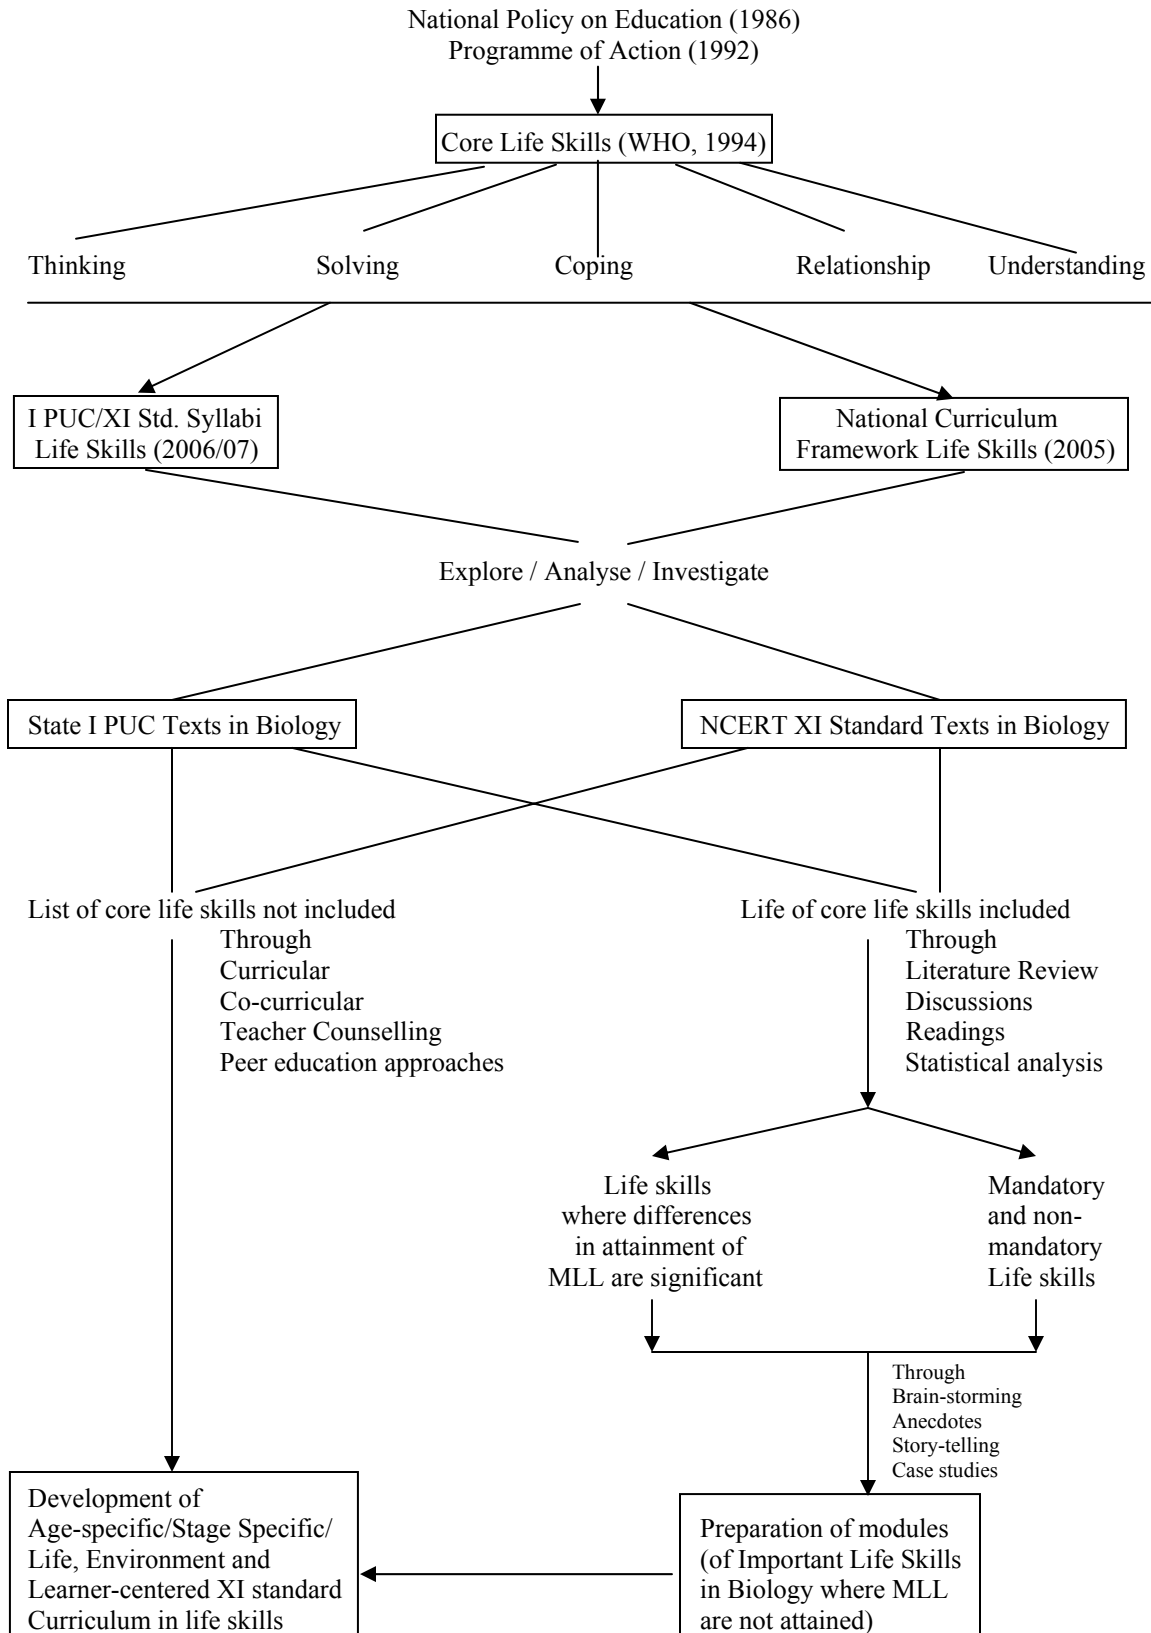 National Policy on Education (1986)
Programme of Action (1992)
Core Life Skills (WHO, 1994)
Thinking
Solving
Coping
Relationship
Understanding
I PUC/XI Std. Syllabi
Life Skills (2006/07)
National Curriculum
Framework Life Skills (2005)
Explore / Analyse / Investigate
State I PUC Texts in Biology
NCERT XI Standard Texts in Biology
List of core life skills not included
Through
Curricular
Co-curricular
Teacher Counselling
Peer education approaches
Life of core life skills included
Through
Literature Review
Discussions
Readings
Statistical analysis
Life skills
where differences
in attainment of
MLL are significant
Mandatory
and non-
mandatory
Life skills
Through
Brain-storming
Anecdotes
Story-telling
Case studies
Development of
Age-specific/Stage Specific/
Life, Environment and
Learner-centered XI standard
Curriculum in life skills
Preparation of modules
(of Important Life Skills
in Biology where MLL
are not attained)